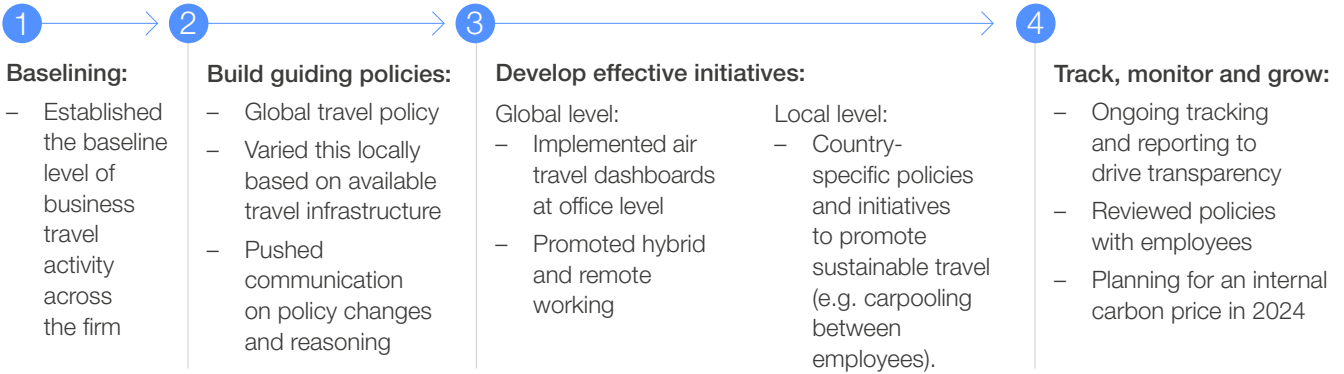 1
Baselining:
– Established
the baseline
level of
business
travel
activity
across
the firm
2
Build guiding policies:
– Global travel policy
– Varied this locally
based on available
travel infrastructure
– Pushed
communication
on policy changes
and reasoning
3
Develop effective initiatives:
Global level:
– Implemented air
travel dashboards
at office level
– Promoted hybrid
and remote
working
Local level:
– Country-
specific policies
and initiatives
to promote
sustainable travel
(e.g. carpooling
between
employees).
4
Track, monitor and grow:
– Ongoing tracking
and reporting to
drive transparency
– Reviewed policies
with employees
– Planning for an internal
carbon price in 2024